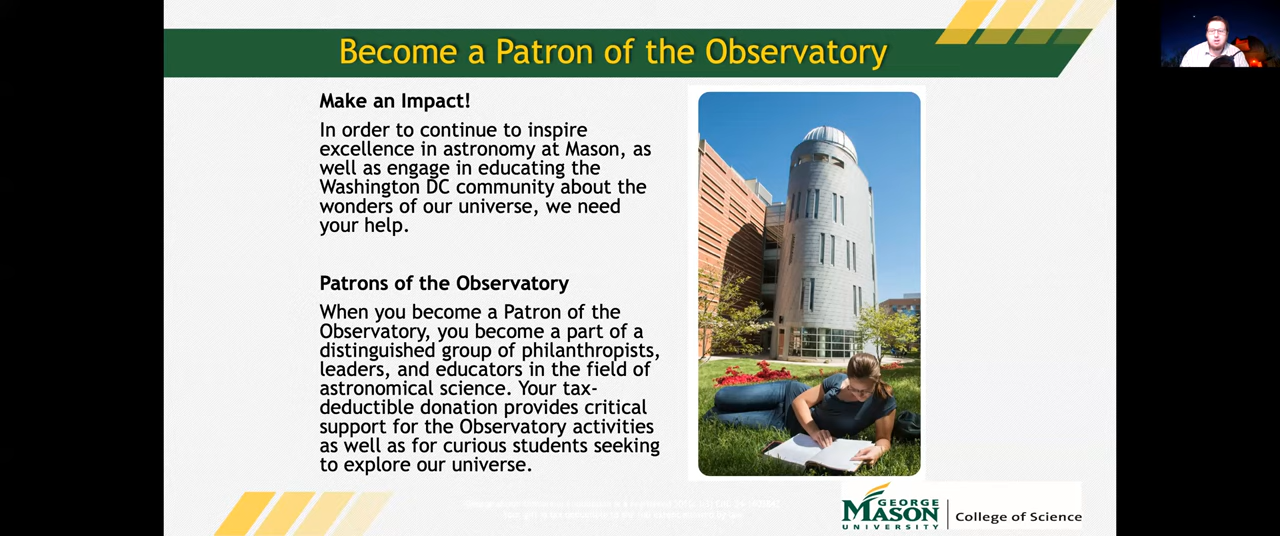 Become a Patron of the Observatory
Make an Impact!
In order to continue to inspire
excellence in astronomy at Mason, as
well as engage in educating the
Washington DC community about the
wonders of our universe, we need
your help.
Patrons of the Observatory
When you become a Patron of the
Observatory, you become a part of a
distinguished group of philanthropists,
leaders, and educators in the field of
astronomical science. Your tax-
deductible donation provides critical
support for the Observatory activities
as well as for curious students seeking
to explore our universe.
GEORGE
MASON
UNIVERSITY
College of Science